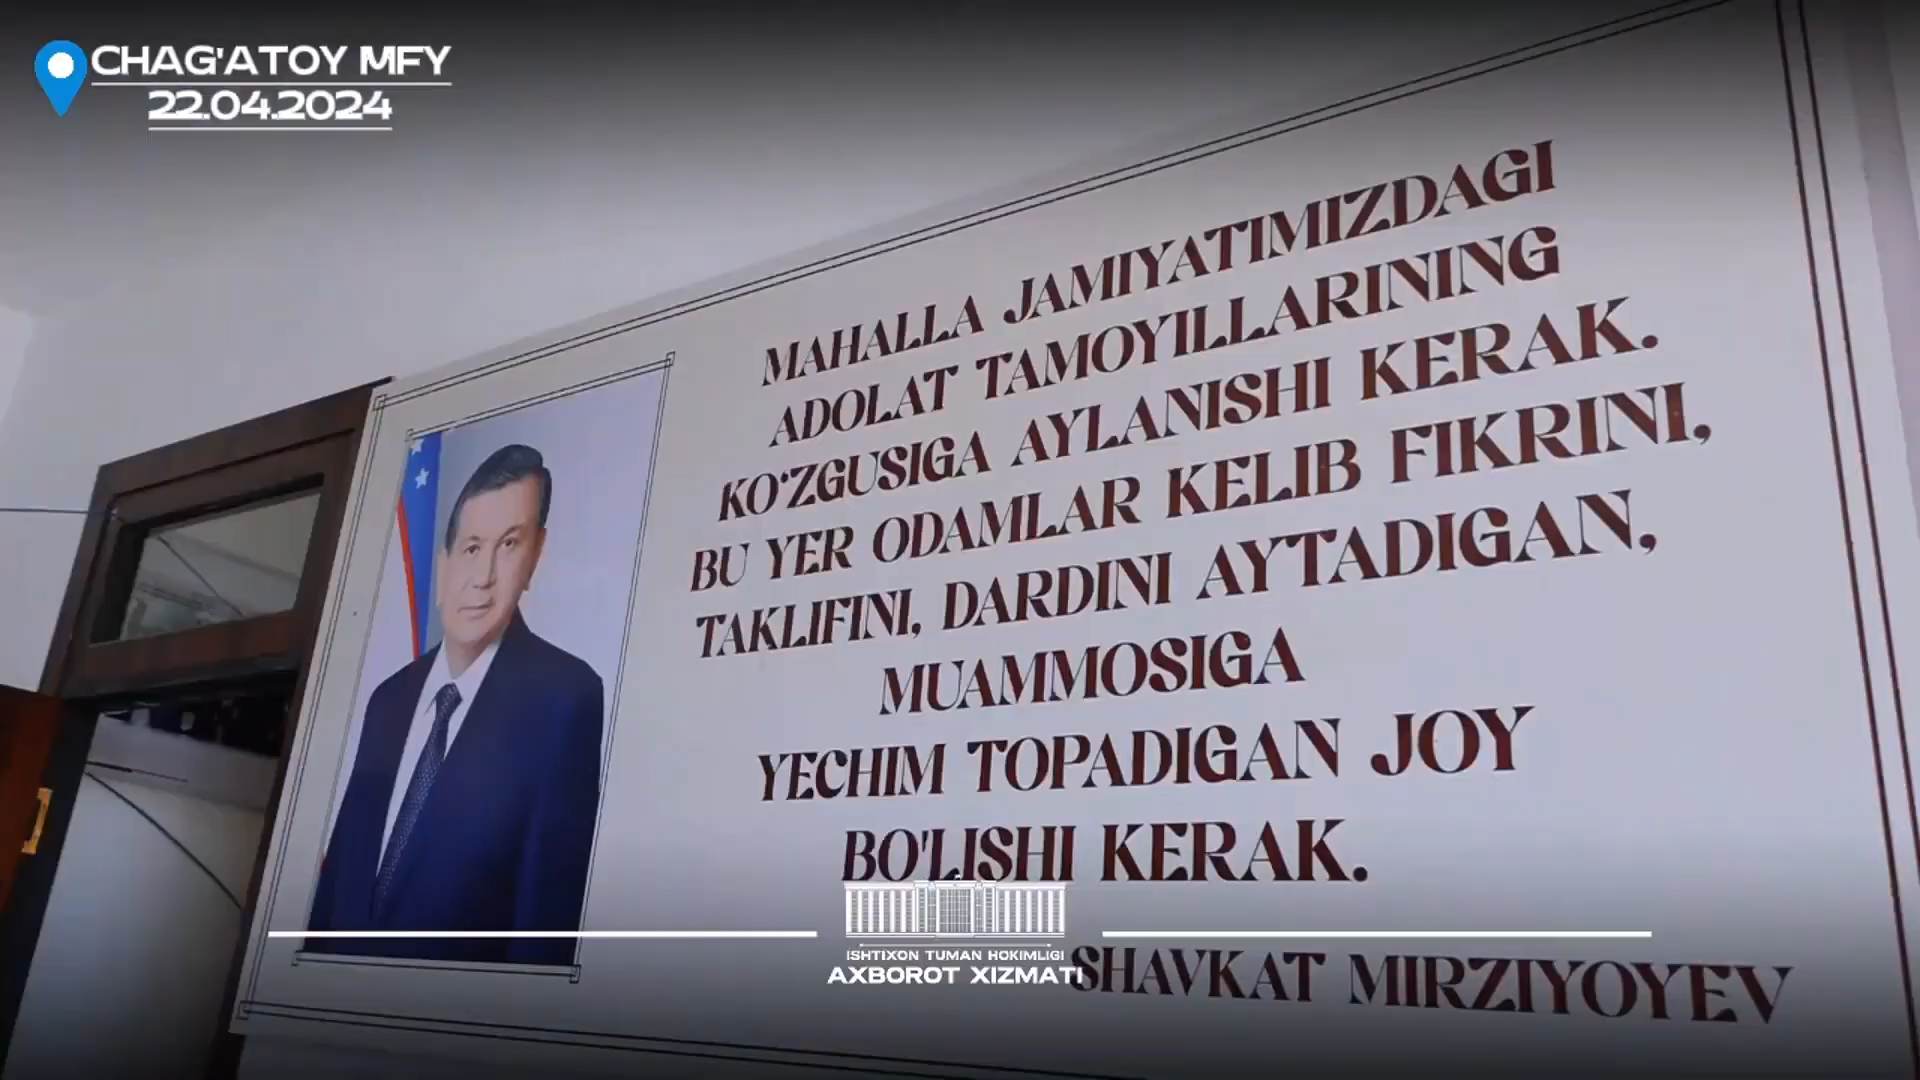 CHAG'ATOY MFY
22.04.2024
MAHALLA JAMIYATIMIZDAGI
ADOLAT TAMOYILLARINING
KO‘ZGUSIGA AYLANISHI KERAK.
BU YER ODAMLAR KELIB FIKRINI,
TAKLIFINI, DARDINI AYTADIGAN,
MUAMMOSIGA
YECHIM TOPADIGAN JOY
BO'LISHI KERAK.
SHAVKAT MIRZIYOYEV
ISHTIXON TUMAN HOKIMLIGI
AXBOROT XIZMATI